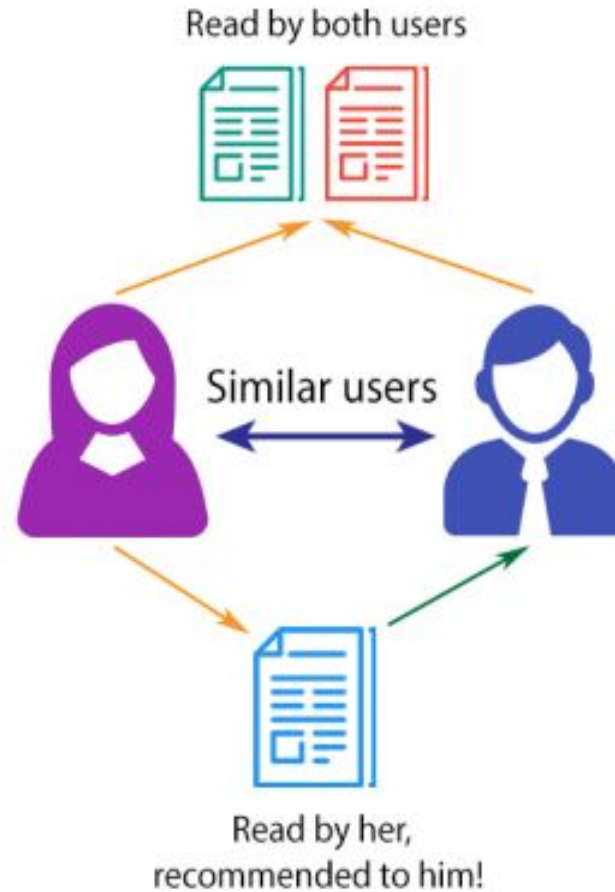 Read by both users
Similar users
Read by her,
recommended to him!